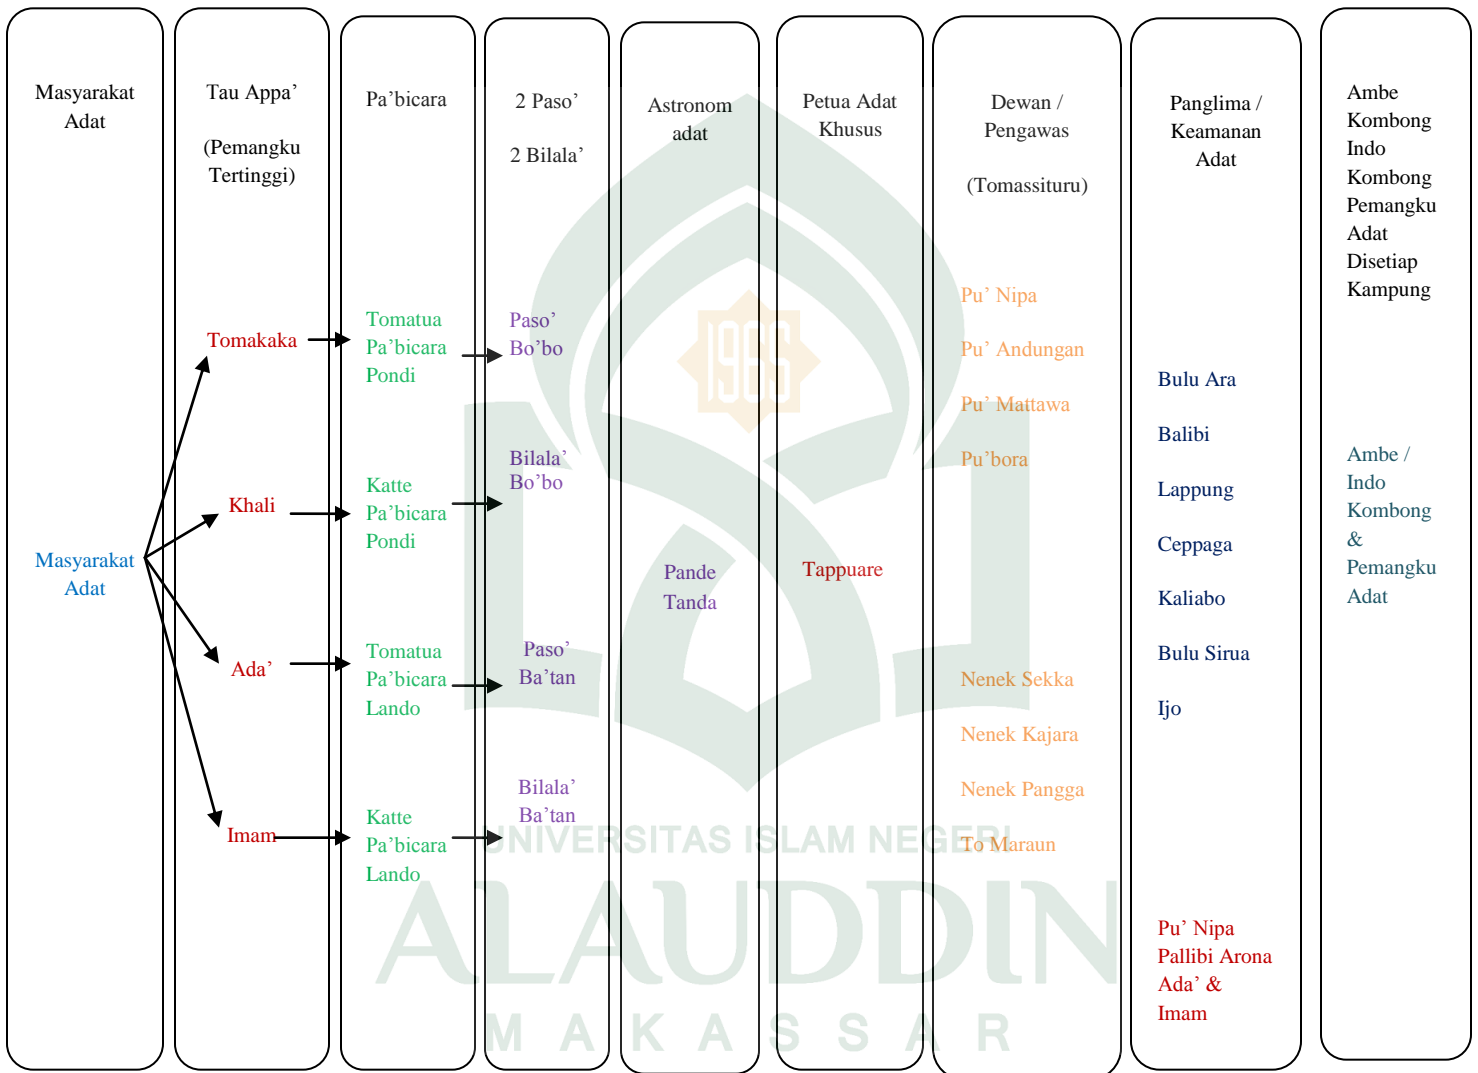 Masyarakat
Adat
Masyarakat
Adat
Tau Appa’
(Pemangku
Tertinggi)
Tomakaka
Khali
Ada’
Imam
Pa’bicara
Tomatua
Pa’bicara
Pondi
Katte
Pa’bicara
Pondi
Tomatua
Pa’bicara
Lando
Katte
Pa’bicara
Lando
2 Paso’
2 Bilala’
Paso’
Bo’bo
Bilala’
Bo’bo
Paso’
Ba’tan
Bilala’
Ba’tan
Astronom
adat
Pande
Tanda
Petua Adat
Khusus
Tappuare
Dewan /
Pengawas
(Tomassituru)
Pu’ Nipa
Pu’ Andungan
Pu’ Mattawa
Pu’bora
Nenek Sekka
Nenek Kajara
Nenek Pangga
To Maraun
Panglima /
Keamanan
Adat
Bulu Ara
Balibi
Lappung
Ceppaga
Kaliabo
Bulu Sirua
Ijo
Pu’ Nipa
Pallibi Arona
Ada’ &
Imam
Ambe
Kombong
Indo
Kombong
Pemangku
Adat
Disetiap
Kampung
Ambe /
Indo
Kombong
&
Pemangku
Adat
1965
UNIVERSITAS ISLAM NEGERI
ALAUDDIN
MAKASSAR